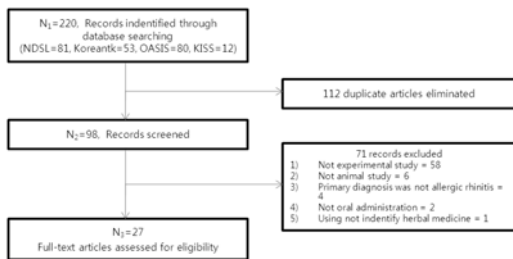 N₁=220, Records indentified through
database searching
(NDSL=81, Koreantk=53, OASIS=80, KISS=12)
112 duplicate articles eliminated
N₂=98, Records screened
71 records excluded
1) Not experimental study = 58
2) Not animal study = 6
3) Primary diagnosis was not allergic rhinitis =
4
4) Not oral administration = 2
5) Using not indentify herbal medicine = 1
N₃=27
Full-text articles assessed for eligibility